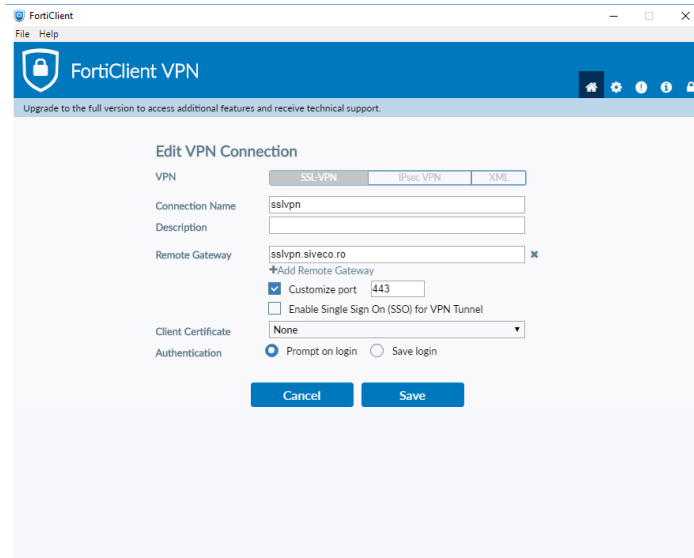 FortiClient
File Help
FortiClient VPN
Upgrade to the full version to access additional features and receive technical support.
Edit VPN Connection
VPN SSL-VPN IPsec VPN XML
Connection Name sslvpn
Description
Remote Gateway sslvpn.siveco.ro
+Add Remote Gateway
Customize port 443
Enable Single Sign On (SSO) for VPN Tunnel
Client Certificate None
Authentication Prompt on login Save login
Cancel Save